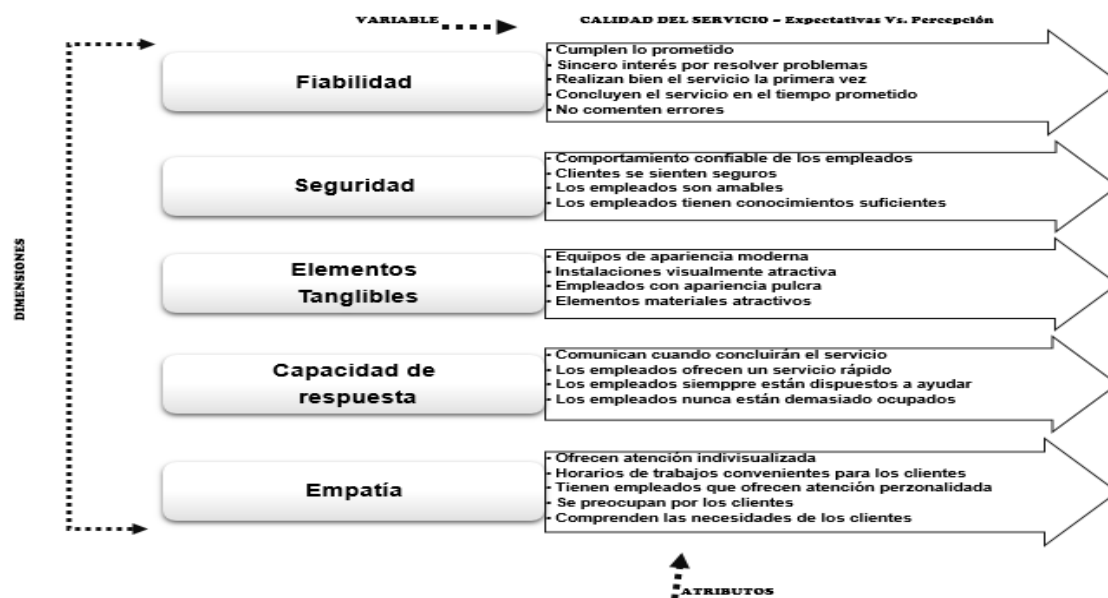 VARIABLE
CALIDAD DEL SERVICIO – Expectativas Vs. Percepción
DIMENSIONES
Fiabilidad
- Cumplen lo prometido
- Sincero interés por resolver problemas
- Realizan bien el servicio la primera vez
- Concluyen el servicio en el tiempo prometido
- No comenten errores
Seguridad
- Comportamiento confiable de los empleados
- Clientes se sienten seguros
- Los empleados son amables
- Los empleados tienen conocimientos suficientes
Elementos
Tanglibles
- Equipos de apariencia moderna
- Instalaciones visualmente atractiva
- Empleados con apariencia pulcra
- Elementos materiales atractivos
Capacidad de
respuesta
- Comunican cuando concluirán el servicio
- Los empleados ofrecen un servicio rápido
- Los empleados siemppre están dispuestos a ayudar
- Los empleados nunca están demasiado ocupados
Empatía
- Ofrecen atención indivisualizada
- Horarios de trabajos convenientes para los clientes
- Tienen empleados que ofrecen atención perzonalidada
- Se preocupan por los clientes
- Comprenden las necesidades de los clientes
ATRIBUTOS